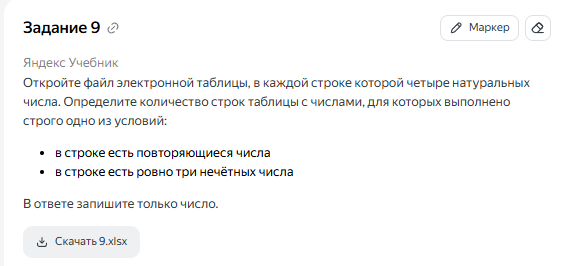 Задание 9
Маркер
Яндекс Учебник
Откройте файл электронной таблицы, в каждой строке которой четыре натуральных
числа. Определите количество строк таблицы с числами, для которых выполнено
строго одно из условий:
• в строке есть повторяющиеся числа
• в строке есть ровно три нечётных числа
В ответе запишите только число.
Скачать 9.xlsx